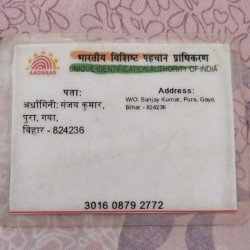 भारतीय विशिष्ट पहचान प्राधिकरण
AADHAAR
UNIQUE IDENTIFICATION AUTHORITY OF INDIA
पता:
अर्धांगिनी: संजय कुमार,
पुरा, गया,
बिहार - 824236
Address:
W/O: Sanjay Kumar, Pura, Gaya,
Bihar - 824236
3016 0879 2772